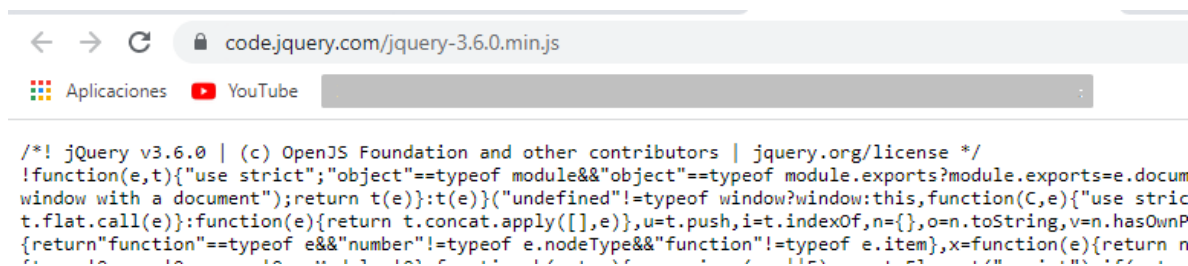 code.jquery.com/jquery-3.6.0.min.js
Aplicaciones YouTube
/*! jQuery v3.6.0 | (c) OpenJS Foundation and other contributors | jquery.org/license */
!function(e,t){"use strict";"object"==typeof module&&"object"==typeof module.exports?module.exports=e.docum
window with a document");return t(e)}:t(e)}("undefined"!=typeof window?window:this,function(C,e){"use stric
t.flat.call(e)}:function(e){return t.concat.apply([],e)},u=t.push,i=t.indexOf,n={},o=n.toString,v=n.hasOwnP
{return"function"==typeof e&&"number"!=typeof e.nodeType&&"function"!=typeof e.item},x=function(e){return n